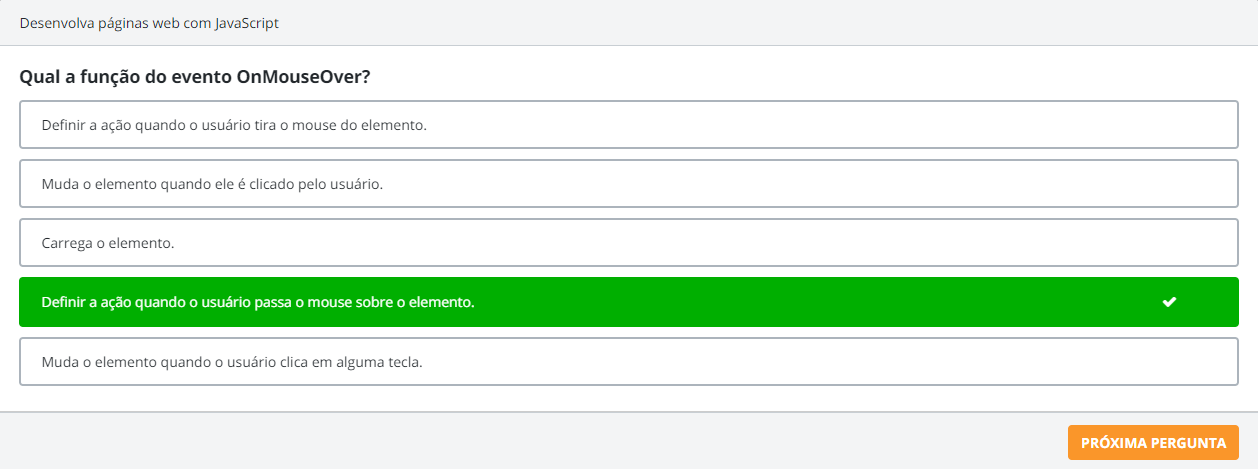 Desenvolva páginas web com JavaScript
Qual a função do evento OnMouseOver?
Definir a ação quando o usuário tira o mouse do elemento.
Muda o elemento quando ele é clicado pelo usuário.
Carrega o elemento.
Definir a ação quando o usuário passa o mouse sobre o elemento.
Muda o elemento quando o usuário clica em alguma tecla.
PRÓXIMA PERGUNTA